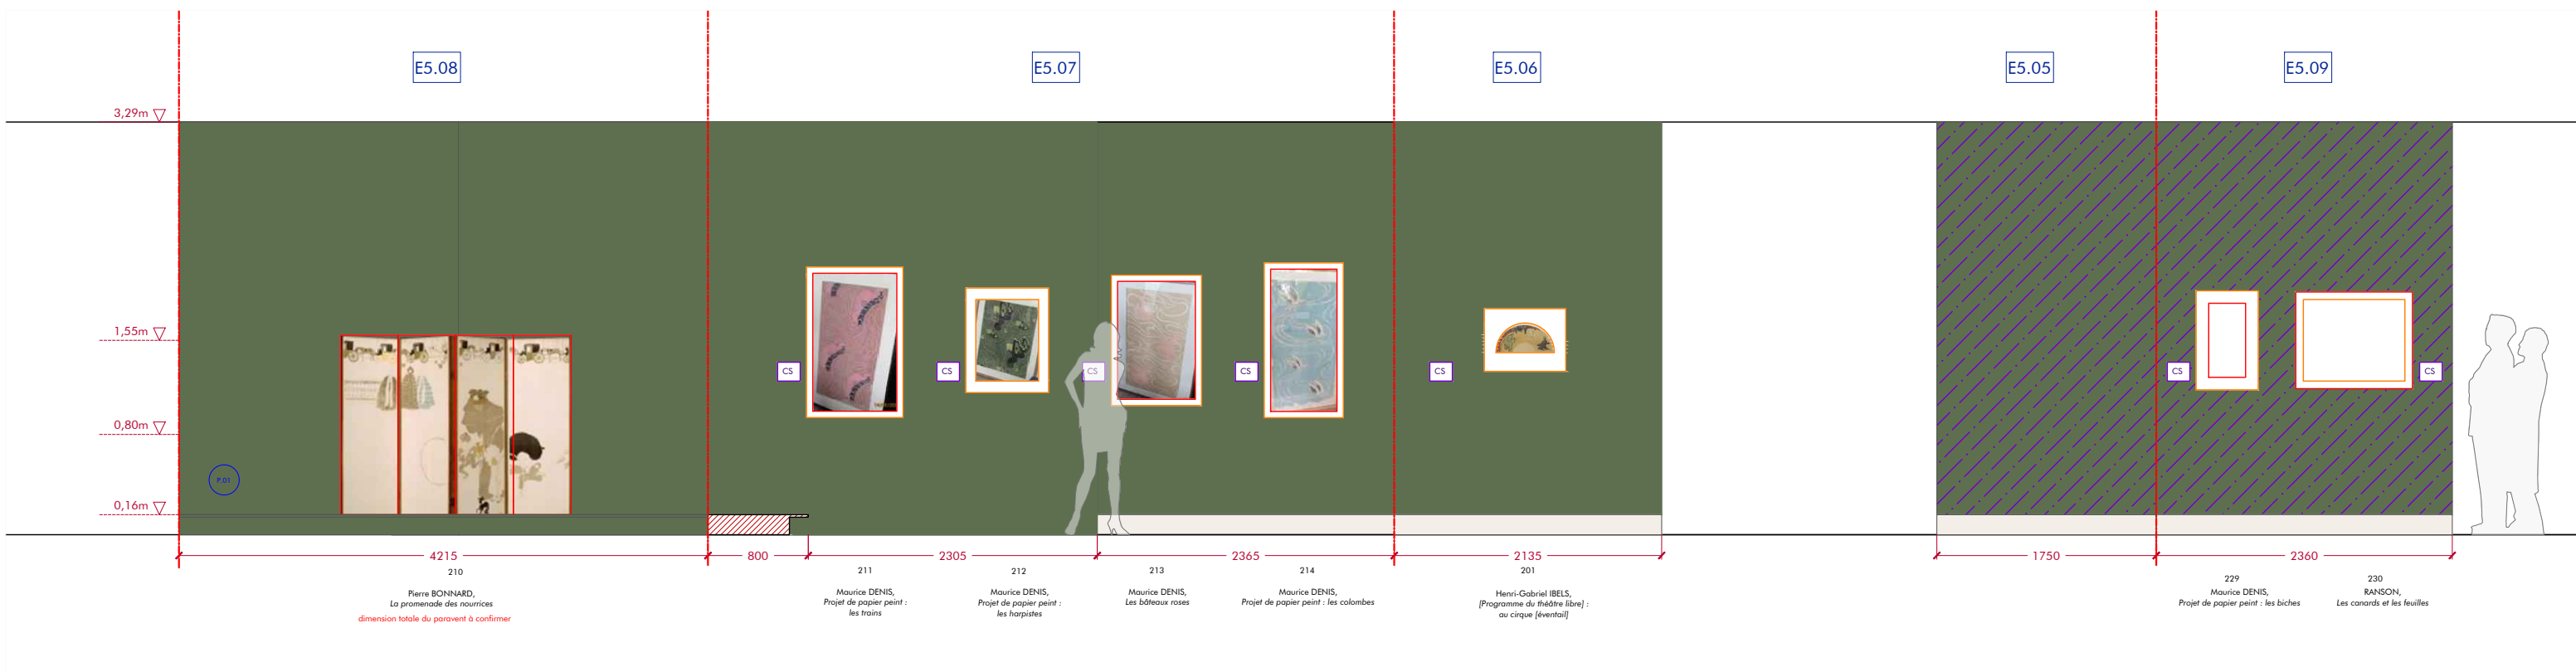 E5.08
E5.07
E5.06
E5.05
E5.09
3,29m
1,55m
0,80m
0,16m
P.01
CS
CS
CS
CS
CS
CS
CS
4215
800
2305
2365
2135
1750
2360
210
Pierre BONNARD,
La promenade des nourrices
dimension totale du paravent à confirmer
211
Maurice DENIS,
Projet de papier peint :
les trains
212
Maurice DENIS,
Projet de papier peint :
les harpistes
213
Maurice DENIS,
Les bâteaux roses
214
Maurice DENIS,
Projet de papier peint : les colombes
201
Henri-Gabriel IBELS,
[Programme du théâtre libre] :
au cirque [éventail]
229
Maurice DENIS,
Projet de papier peint : les biches
230
RANSON,
Les canards et les feuilles